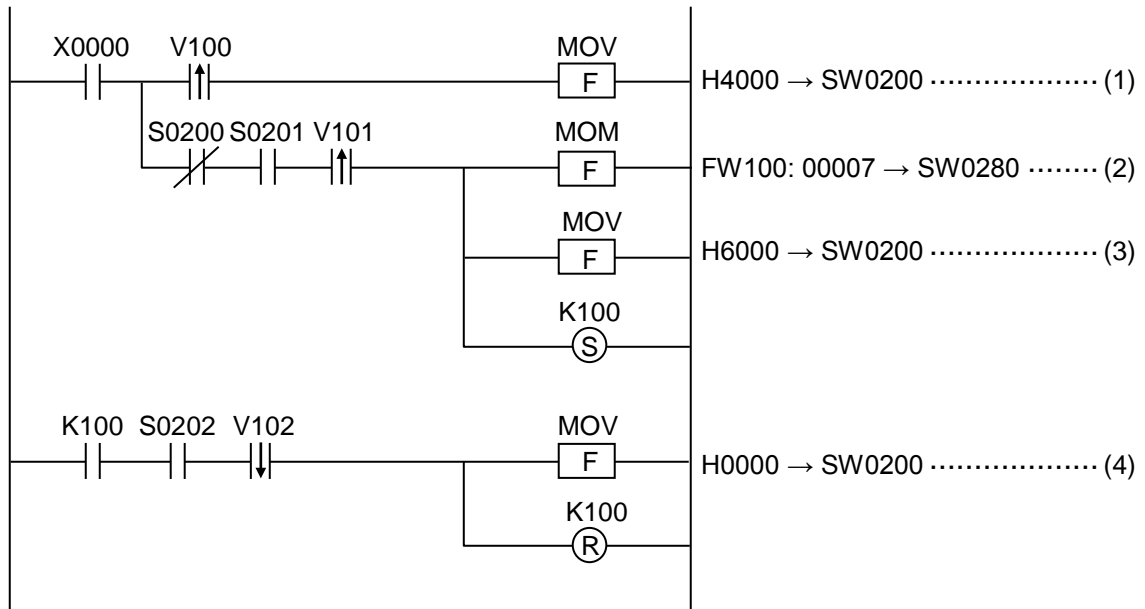 X0000 V100 MOV
F H4000 → SW0200 ··················· (1)
S0200 S0201 V101 MOM
F FW100: 00007 → SW0280 ········ (2)
MOV
F H6000 → SW0200 ··················· (3)
K100
S
K100 S0202 V102 MOV
F H0000 → SW0200 ··················· (4)
K100
R